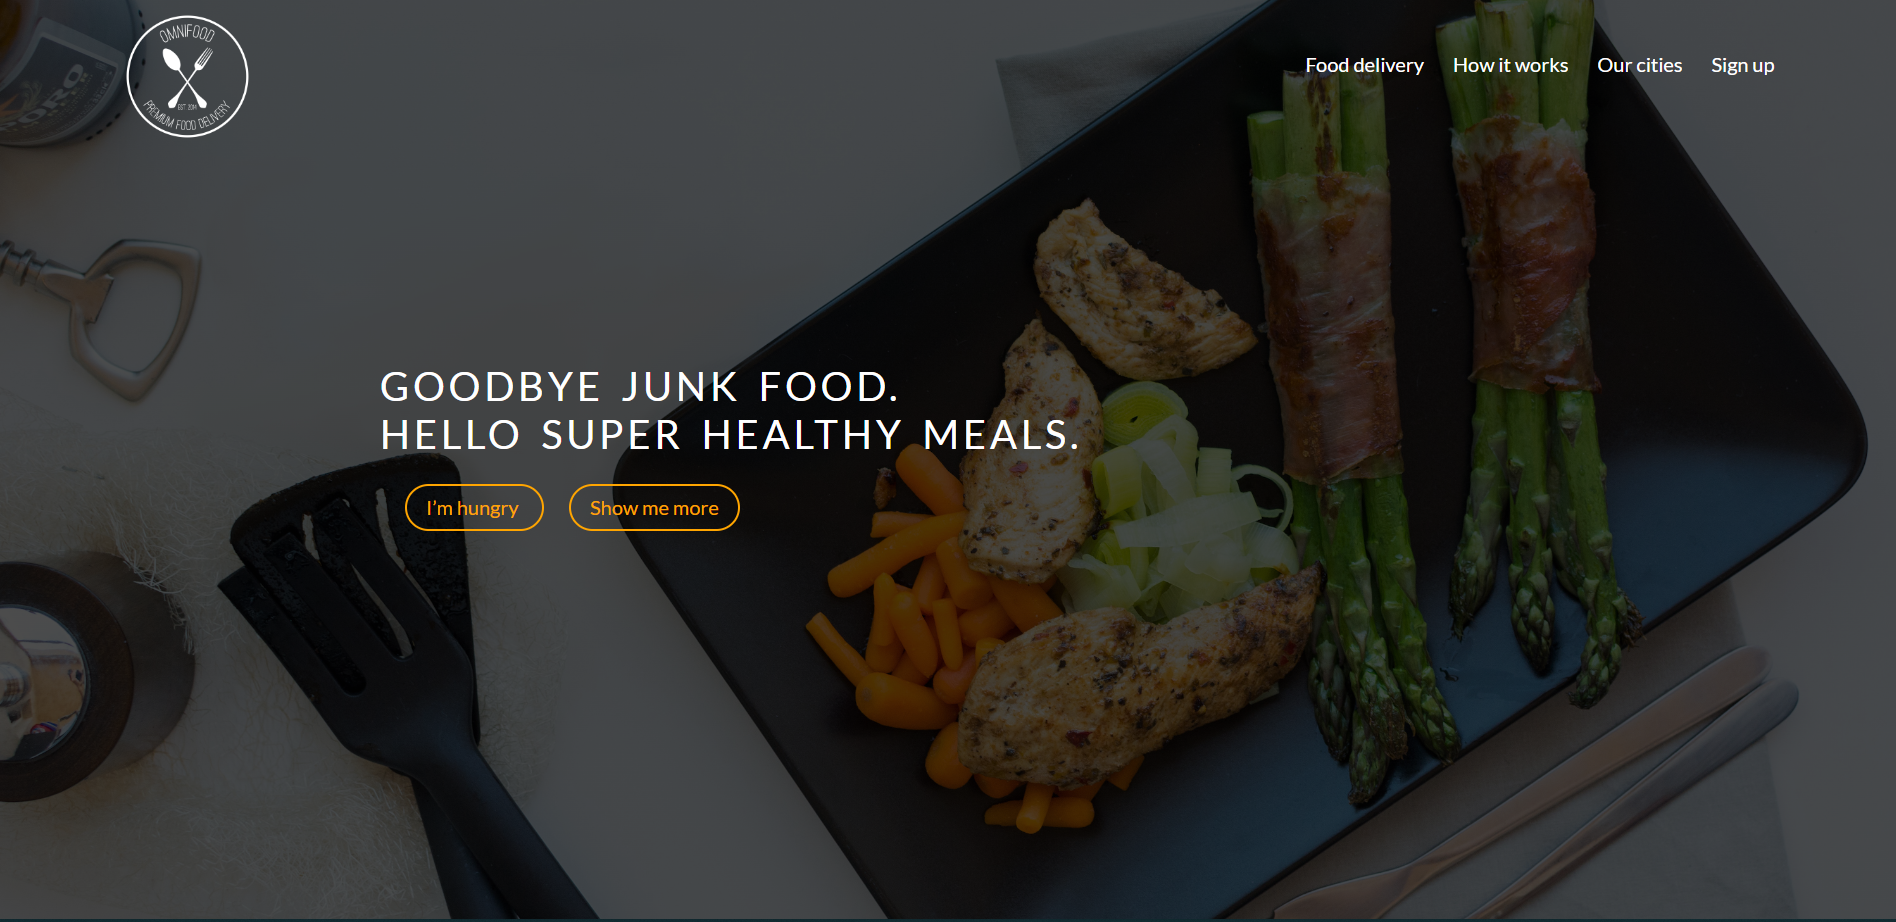 OMNIFOOD
EST. 2014
PREMIUM FOOD DELIVERY
Food delivery
How it works
Our cities
Sign up
GOODBYE JUNK FOOD.
HELLO SUPER HEALTHY MEALS.
I'm hungry
Show me more